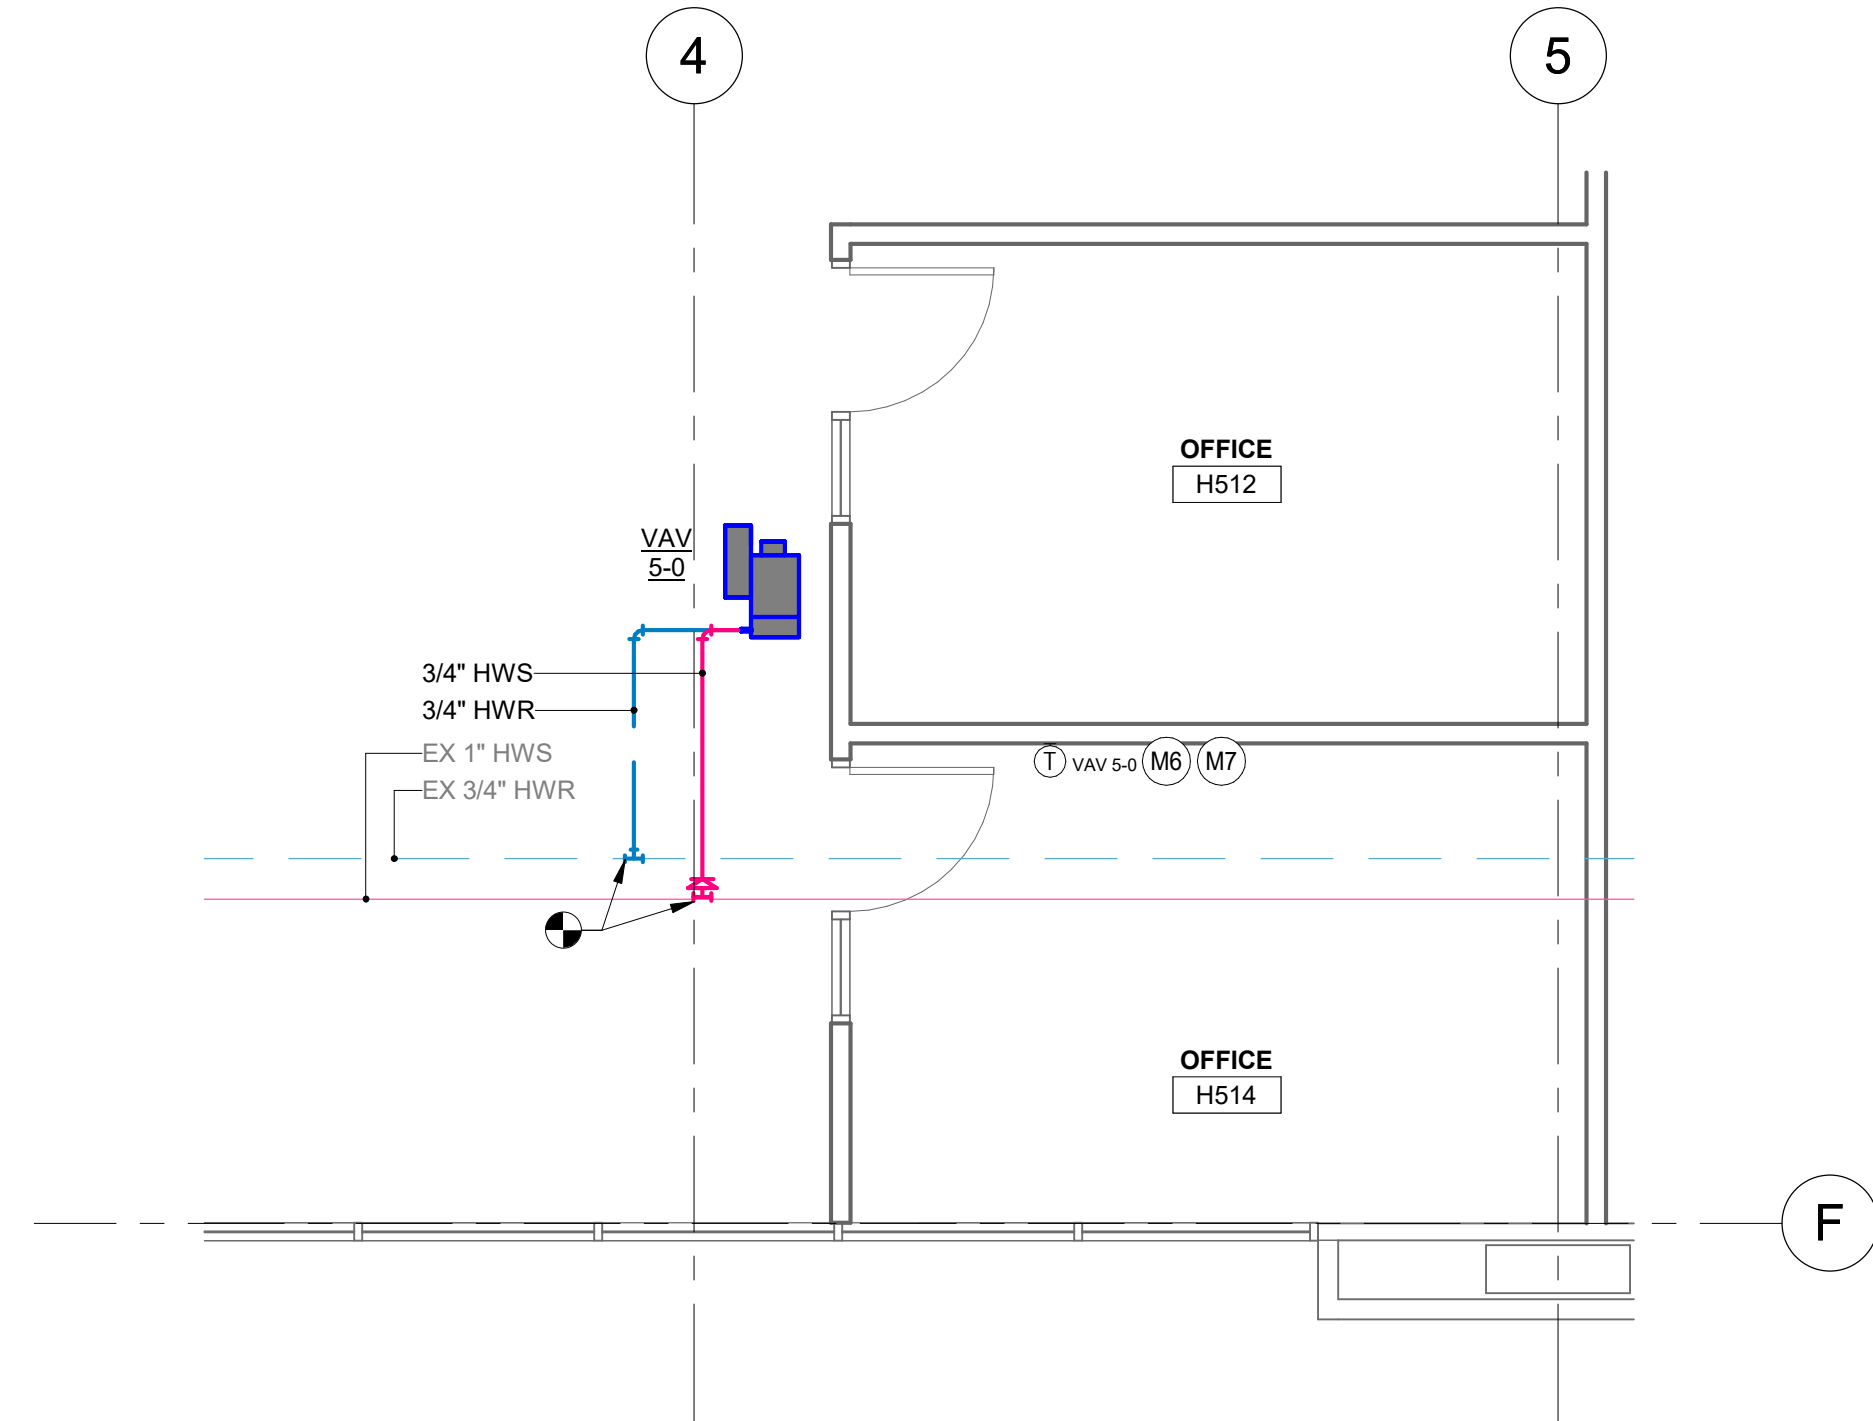 4
5
OFFICE
H512
VAV
5-0
3/4" HWS
3/4" HWR
EX 1" HWS
EX 3/4" HWR
T VAV 5-0 M6 M7
OFFICE
H514
F